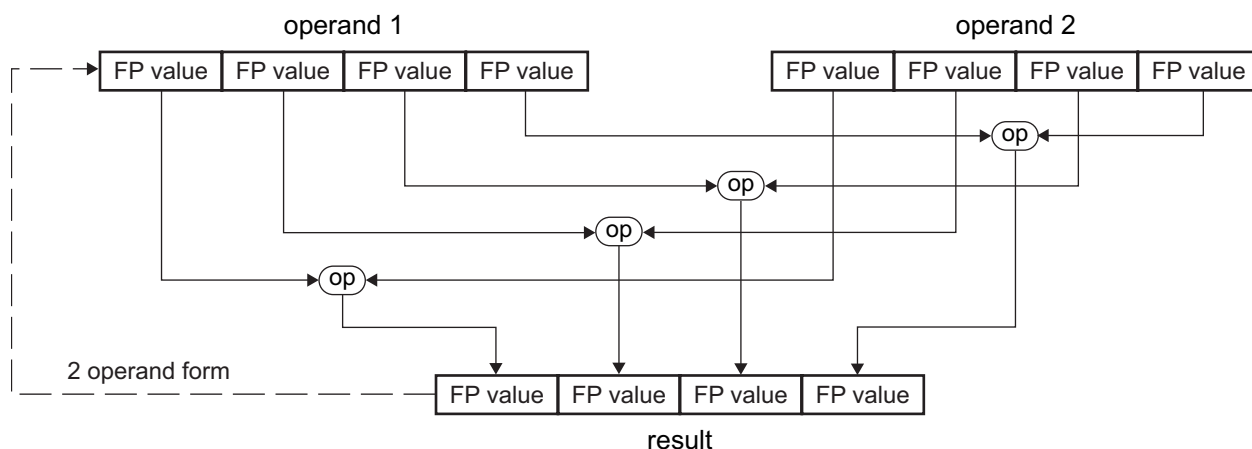 operand 1
operand 2
FP value FP value FP value FP value
FP value FP value FP value FP value
op
op
op
op
2 operand form
FP value FP value FP value FP value
result